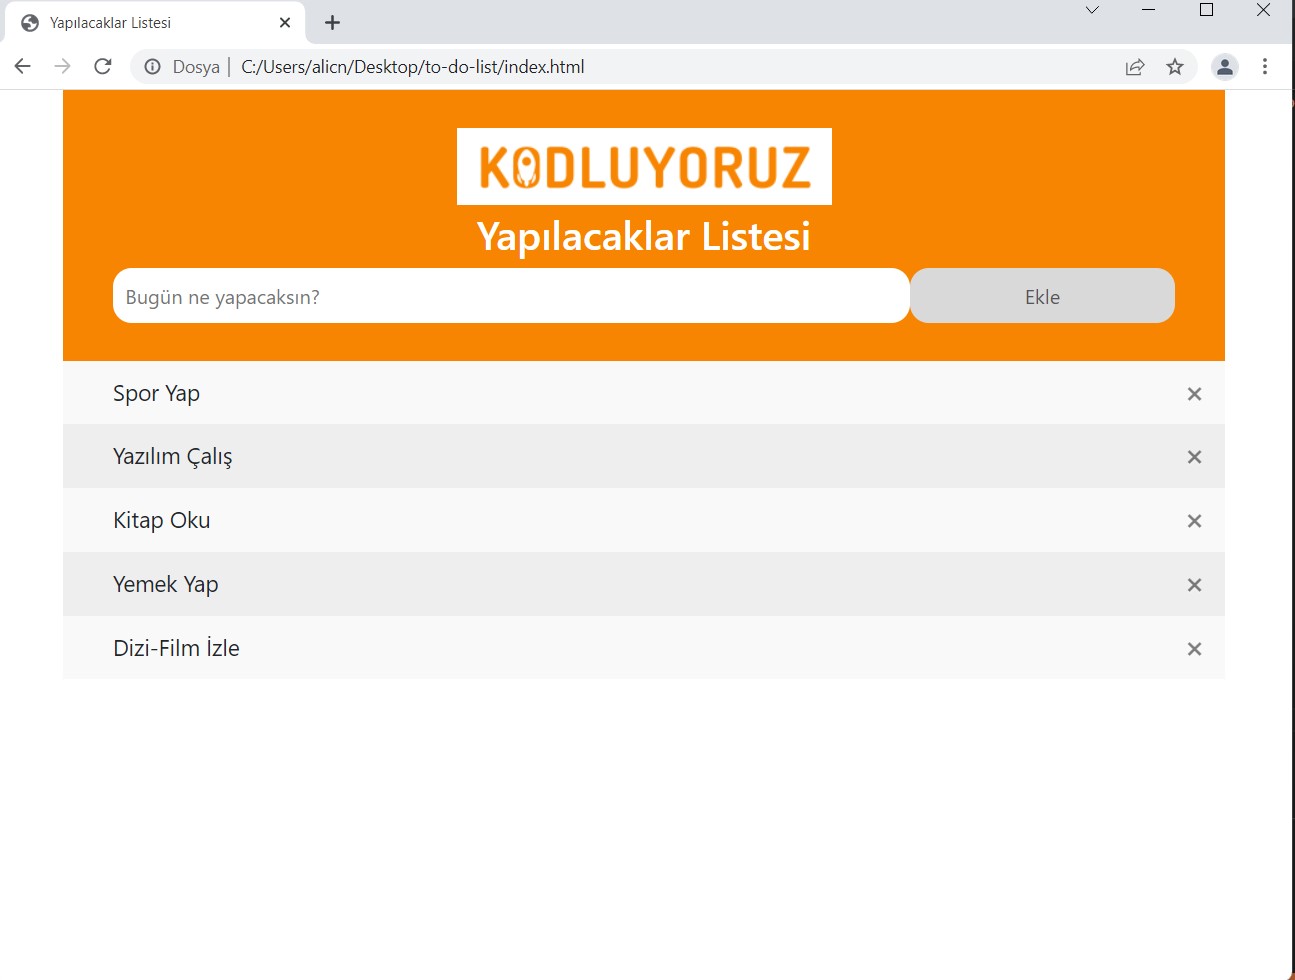 Yapılacaklar Listesi
Dosya | C:/Users/alicn/Desktop/to-do-list/index.html
KODLUYORUZ
Yapılacaklar Listesi
Bugün ne yapacaksın?
Ekle
Spor Yap
Yazılım Çalış
Kitap Oku
Yemek Yap
Dizi-Film İzle